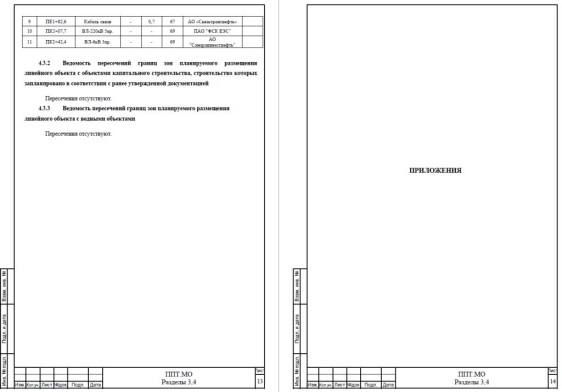 9 ПК1+82,6 Кабель связи - 0,7 67 АО «Связьтранснефть»
10 ПК2+07,7 ВЛ-220кВ 3пр. - - 69 ПАО "ФСК ЕЭС"
11 ПК2+42,4 ВЛ-6кВ 3пр. - - 69 АО
4.3.2 Ведомость пересечений границ зон планируемого размещения
линейного объекта с объектами капитального строительства, строительство которых
запланировано в соответствии с ранее утвержденной документацией
Пересечения отсутствуют.
4.3.3 Ведомость пересечений границ зон планируемого размещения
линейного объекта с водными объектами
Пересечения отсутствуют.
Взам. инв. №
Подп. и дата
Инв. № подл.
Изм. Кол.уч. Лист №док. Подп. Дата
ППТ.МО
Разделы 3,4
Лист
13
ПРИЛОЖЕНИЯ
Взам. инв. №
Подп. и дата
Инв. № подл.
Изм. Кол.уч. Лист №док. Подп. Дата
ППТ.МО
Разделы 3,4
Лист
14